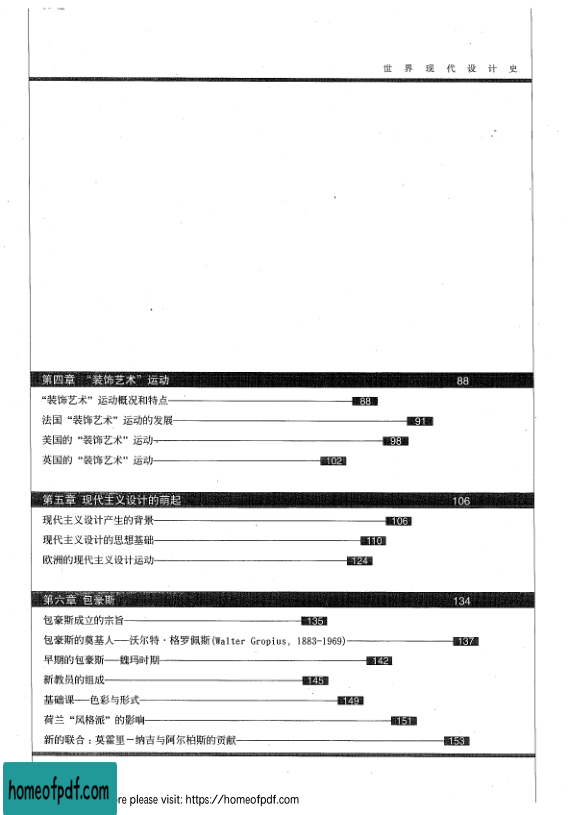 世界现代设计史
第四章 “装饰艺术”运动 88
“装饰艺术”运动概况和特点 88
法国“装饰艺术”运动的发展 91
美国的“装饰艺术”运动 98
英国的“装饰艺术”运动 102
第五章 现代主义设计的萌起 106
现代主义设计产生的背景 106
现代主义设计的思想基础 110
欧洲的现代主义设计运动 124
第六章 包豪斯 134
包豪斯成立的宗旨 135
包豪斯的奠基人——沃尔特·格罗佩斯(Walter Gropius, 1883-1969) 137
早期的包豪斯——魏玛时期 142
新教员的组成 145
基础课——色彩与形式 149
荷兰“风格派”的影响 151
新的联合：莫霍里-纳吉与阿尔柏斯的贡献 153
homeofpdf.com
please visit: https://homeofpdf.com